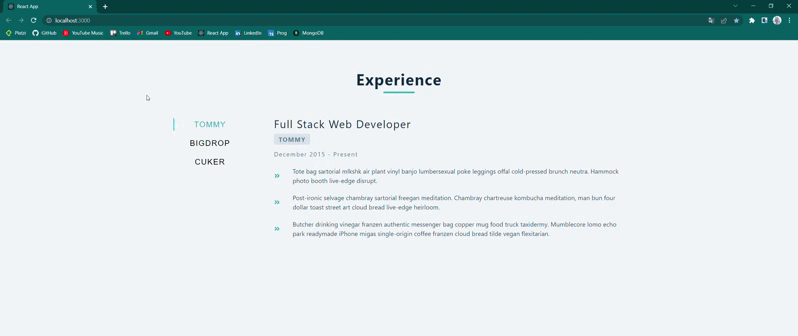 React App
localhost:3000
Platzi
GitHub
YouTube Music
Trello
Gmail
YouTube
React App
LinkedIn
Prog
MongoDB
Experience
TOMMY
BIGDROP
CUKER
Full Stack Web Developer
TOMMY
December 2015 - Present
Tote bag sartorial mlkshk air plant vinyl banjo lumbersexual poke leggings offal cold-pressed brunch neutra. Hammock
photo booth live-edge disrupt.
Post-ironic selvage chambray sartorial freegan meditation. Chambray chartreuse kombucha meditation, man bun four
dollar toast street art cloud bread live-edge heirloom.
Butcher drinking vinegar franzen authentic messenger bag copper mug food truck taxidermy. Mumblecore lomo echo
park readymade iPhone migas single-origin coffee franzen cloud bread tilde vegan flexitarian.